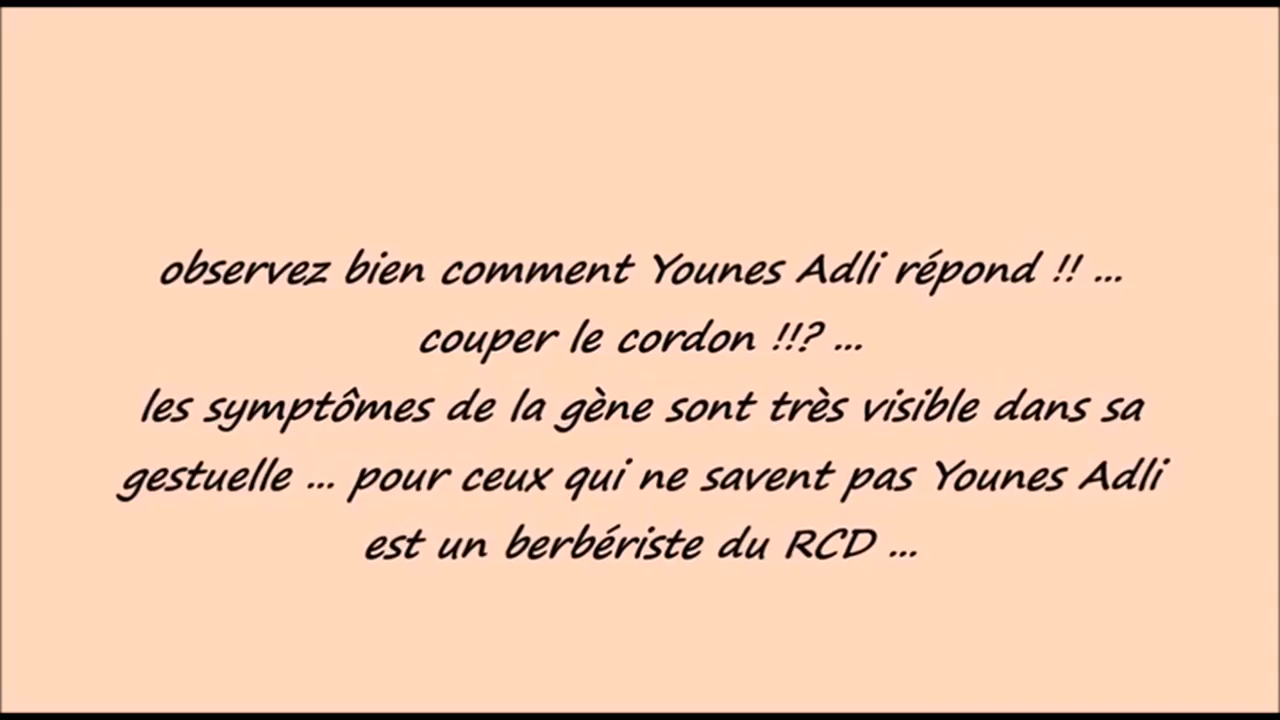 observez bien comment Younes Adli répond !! ...
couper le cordon !!? ...
les symptômes de la gène sont très visible dans sa
gestuelle ... pour ceux qui ne savent pas Younes Adli
est un berbériste du RCD ...